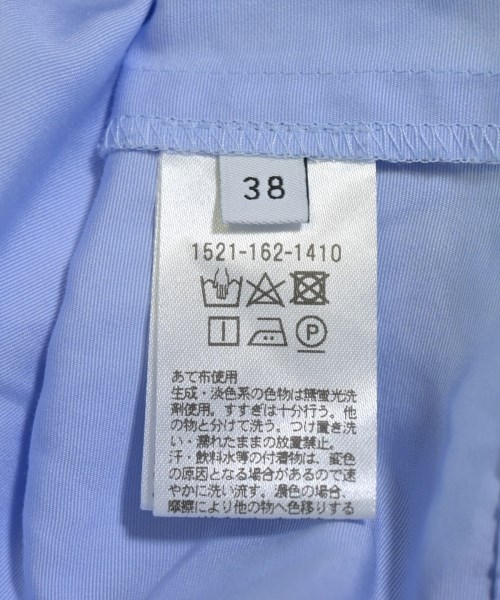 38
1521-162-1410
P
あて布使用
生成・淡色系の色物は無蛍光洗
剤使用。すすぎは十分行う。他
の物と分けて洗う。つけ置き洗
い・濡れたままの放置禁止。
汗・飲料水等の付着物は、変色
の原因となる場合があるので速
やかに洗い流す。濃色の場合、
摩擦により他の物へ色移りする